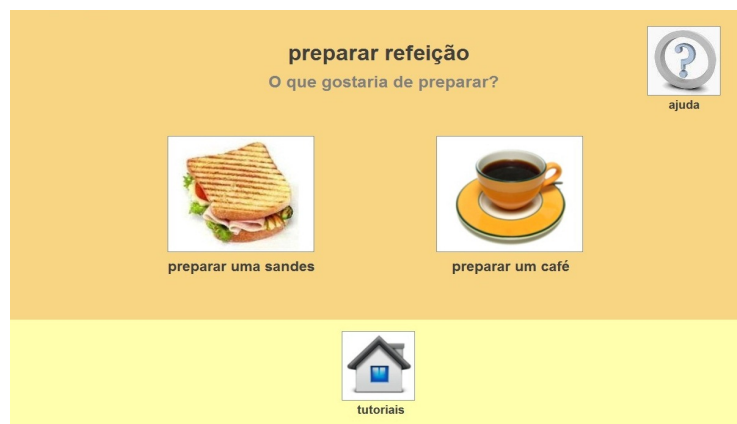 preparar refeição
O que gostaria de preparar?
ajuda
preparar uma sandes
preparar um café
tutoriais